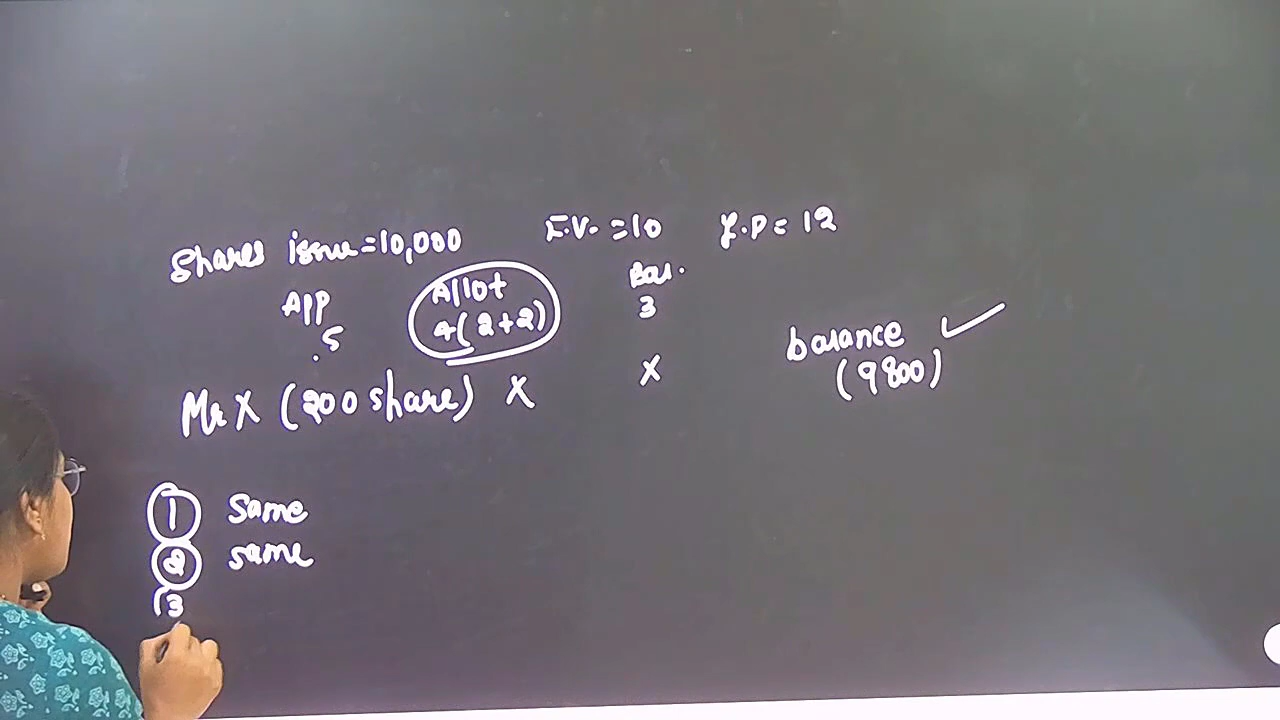 Shares issue=10,000 F.V. =10 I.P = 12
App Allot Bal.
5 4(2+2) 3
Mr X (200 share) X X balance ✓
(9800)
1 Same
2 same
3